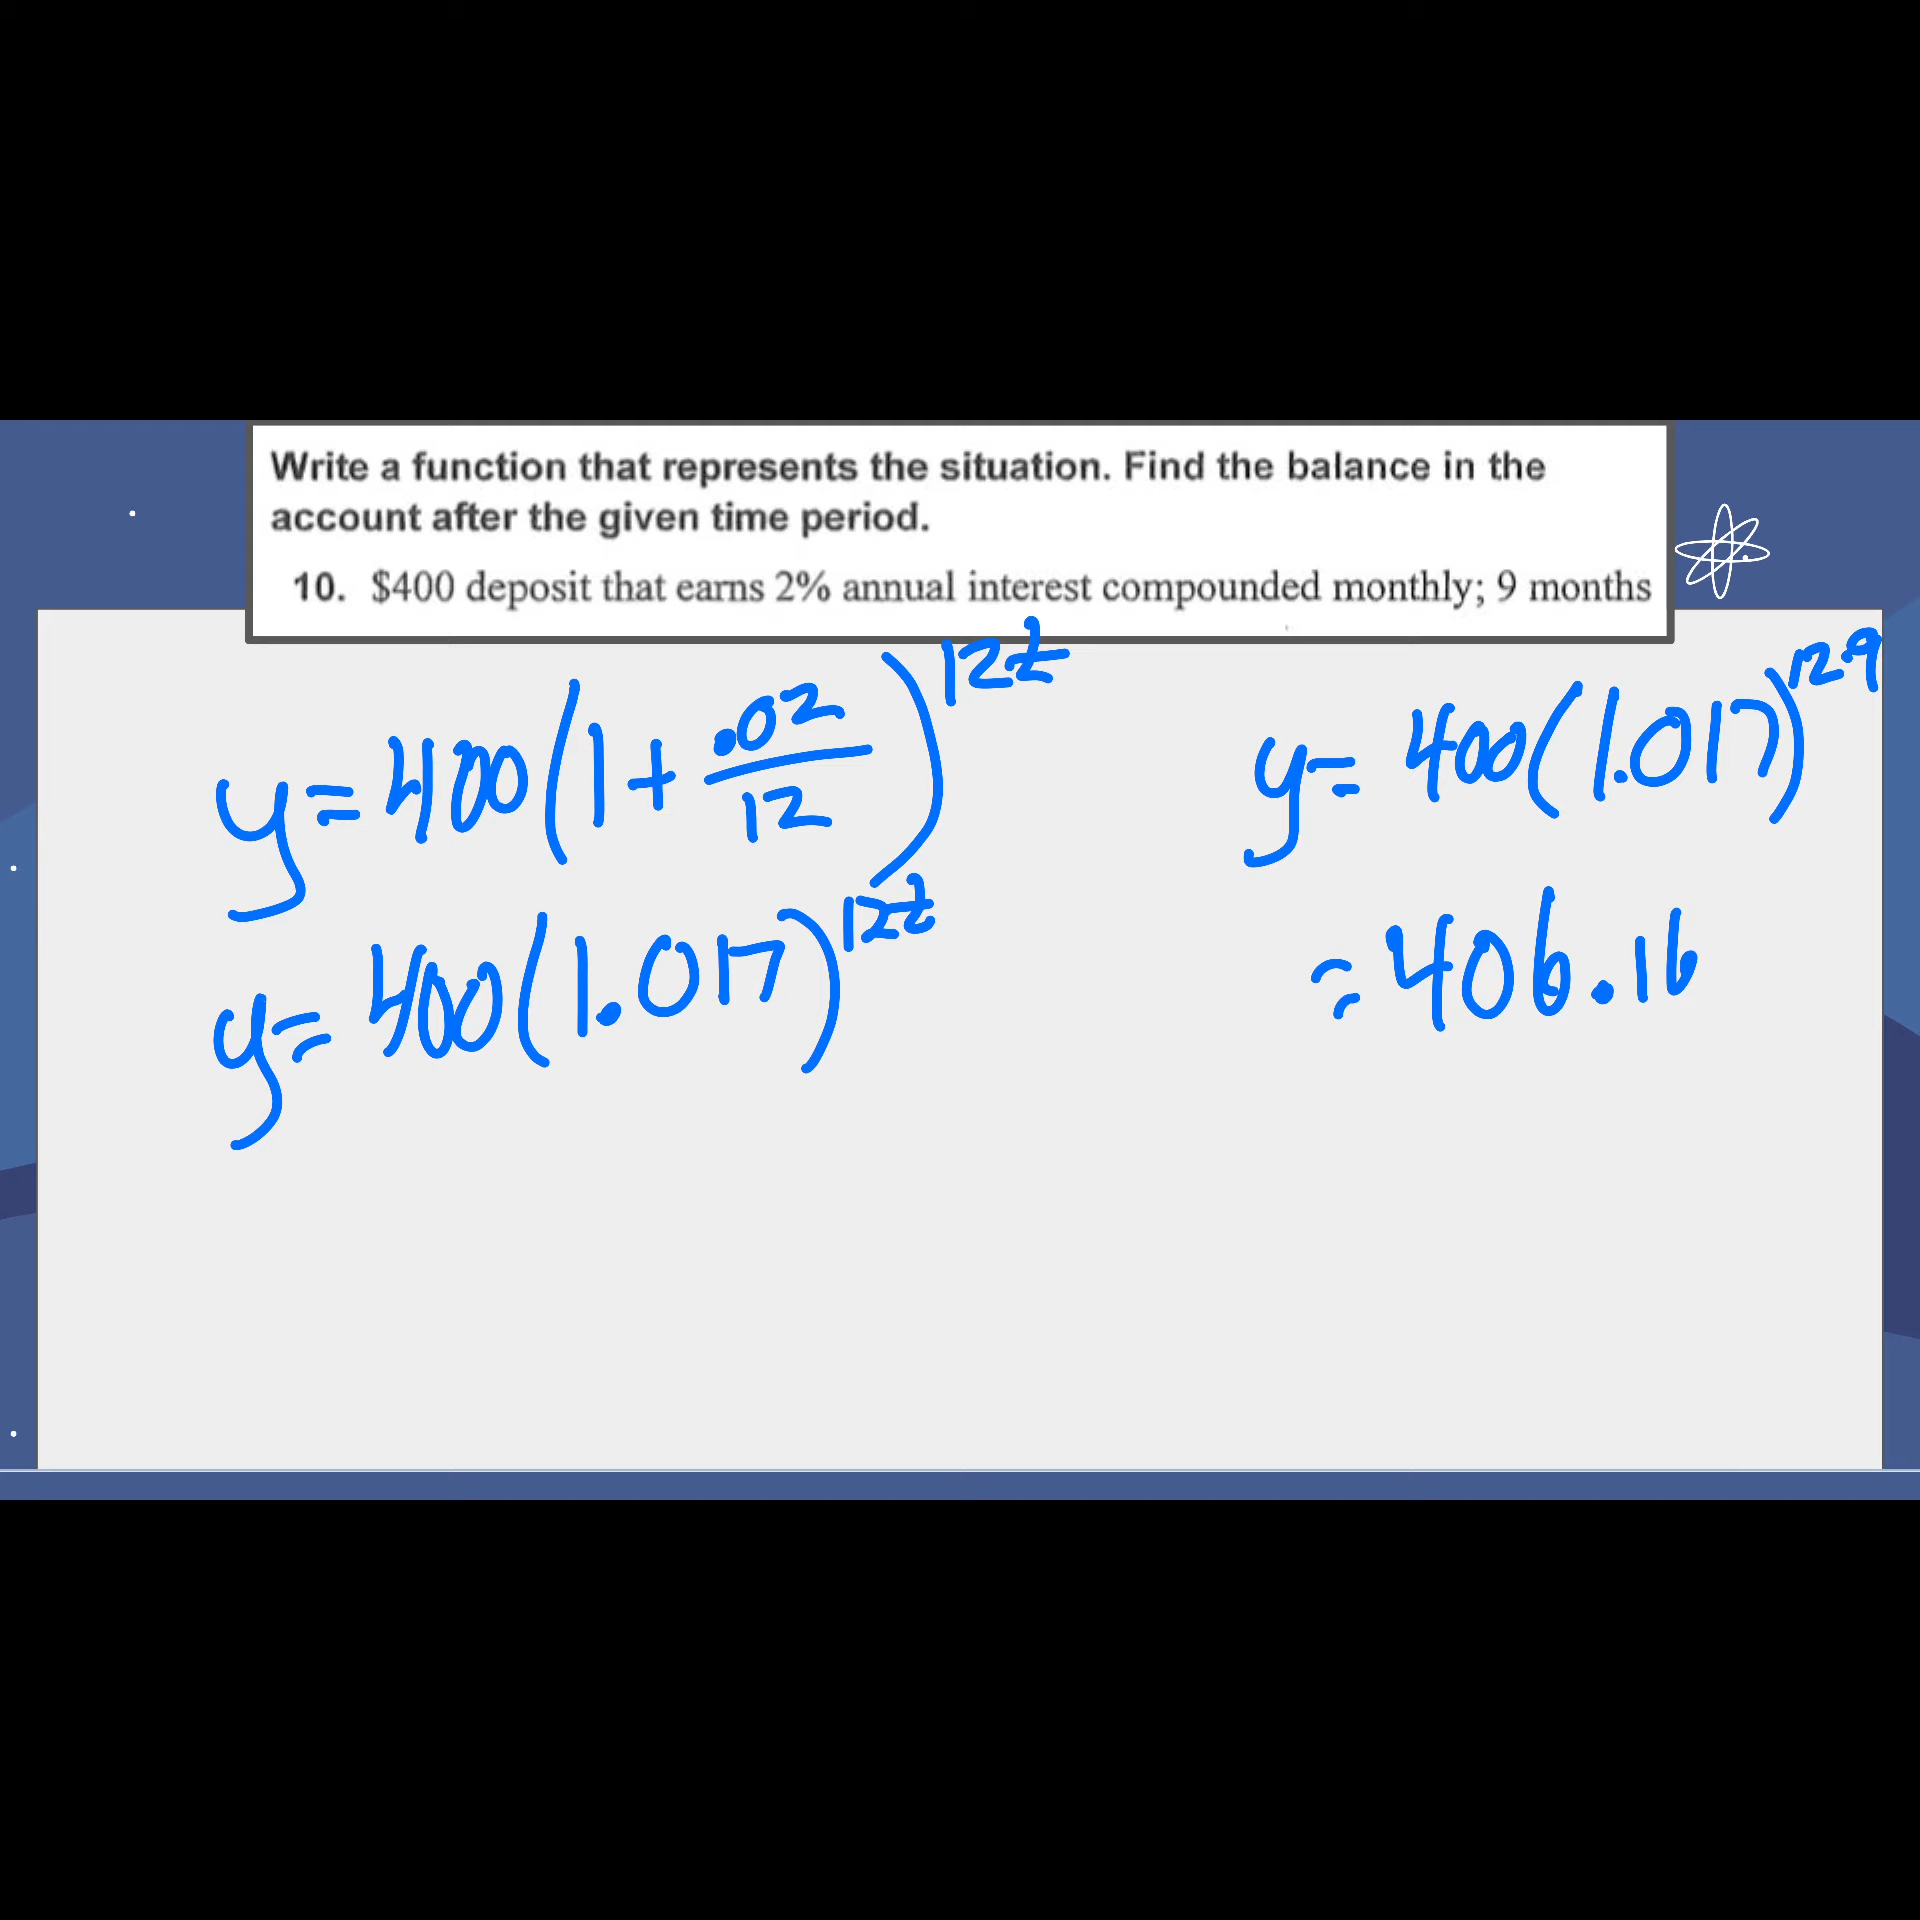 Write a function that represents the situation. Find the balance in the
account after the given time period.
10. $400 deposit that earns 2% annual interest compounded monthly; 9 months
y=400(1+.02/12)^12t
y=400(1.017)^12t
y=400(1.017)^12·9
=406.16